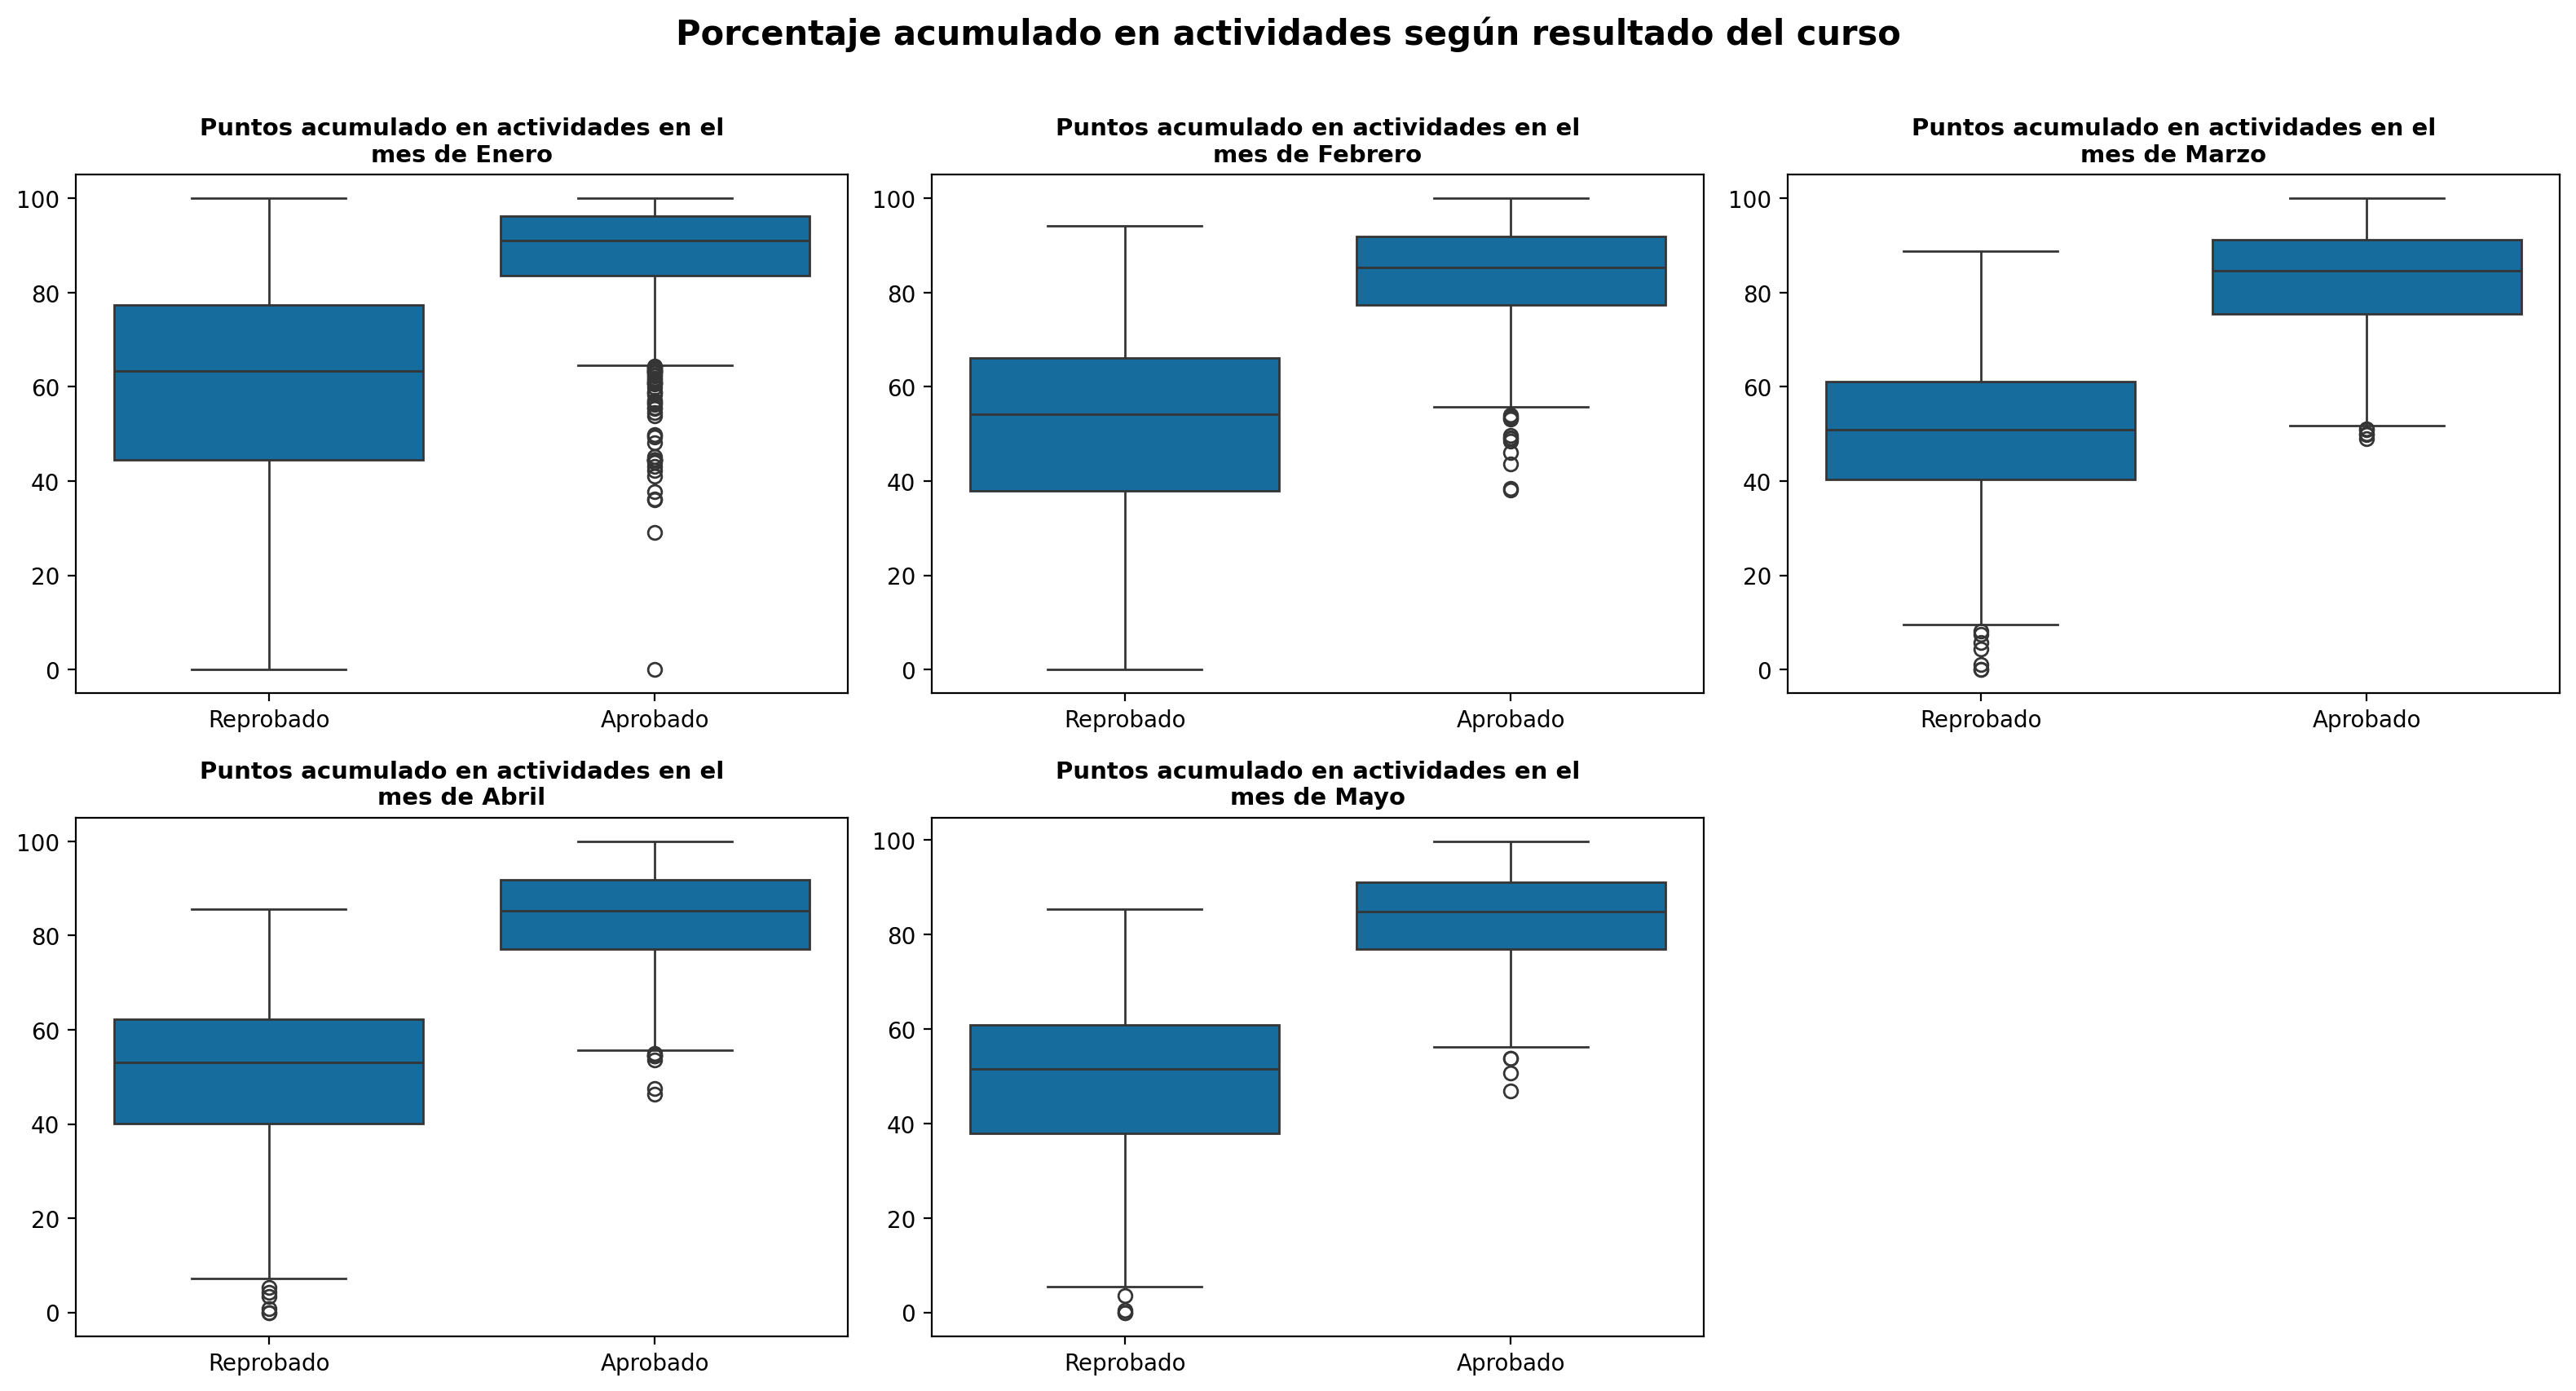 Porcentaje acumulado en actividades según resultado del curso
Puntos acumulado en actividades en el
mes de Enero
100
80
60
40
20
0
Reprobado
Aprobado
Puntos acumulado en actividades en el
mes de Febrero
100
80
60
40
20
0
Reprobado
Aprobado
Puntos acumulado en actividades en el
mes de Marzo
100
80
60
40
20
0
Reprobado
Aprobado
Puntos acumulado en actividades en el
mes de Abril
100
80
60
40
20
0
Reprobado
Aprobado
Puntos acumulado en actividades en el
mes de Mayo
100
80
60
40
20
0
Reprobado
Aprobado